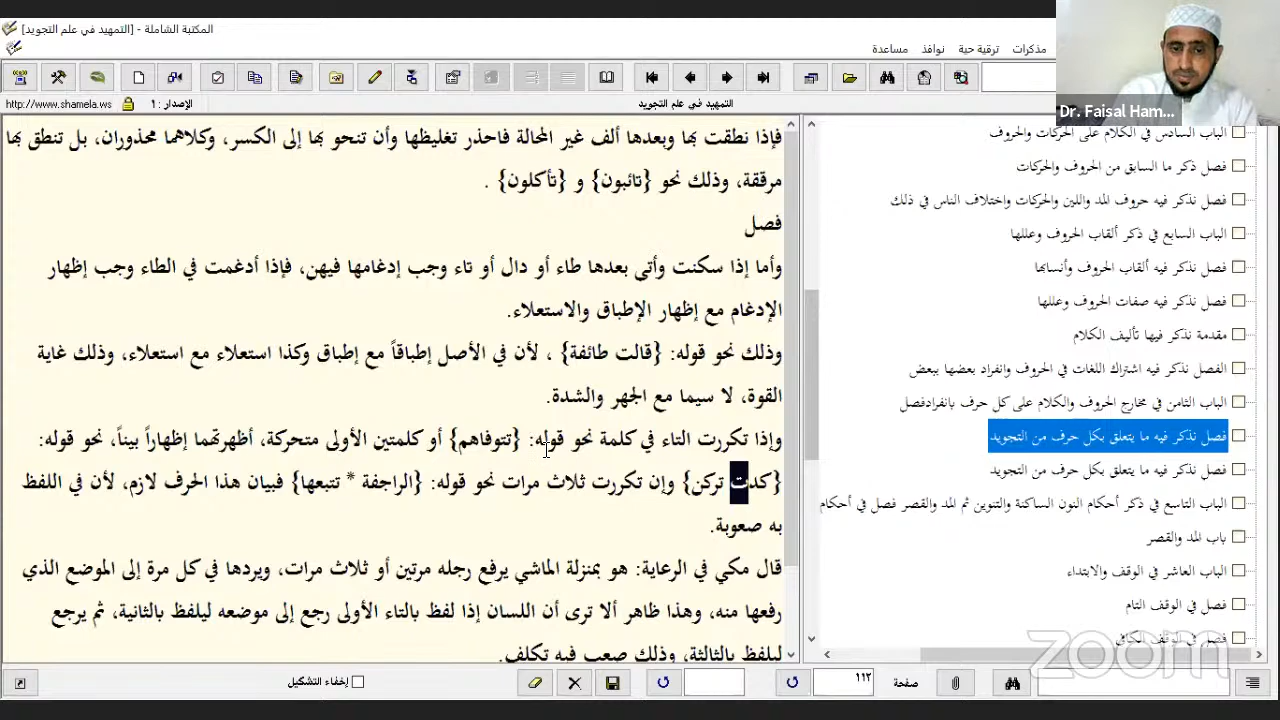 المكتبة الشاملة - [التمهيد في علم التجويد]
مذكرات ترقية حية نوافذ مساعدة
Dr. Faisal Ham...
http://www.shamela.ws
الإصدار : ١
التمهيد في علم التجويد
فإذا نطقت بها وبعدها ألف غير الممالة فاحذر تغليظها وأن تنحو بها إلى الكسر، وكلاهما محذوران، بل تنطق بها
مرققة، وذلك نحو {تائبون} و {تأكلون} .
فصل
وأما إذا سكنت وأتى بعدها طاء أو دال أو تاء وجب إدغامها فيهن، فإذا أدغمت في الطاء وجب إظهار
الإدغام مع إظهار الإطباق والاستعلاء.
وذلك نحو قوله: {قالت طائفة} ، لأن في الأصل إطباقاً مع إطباق وكذا استعلاء مع استعلاء، وذلك غاية
القوة، لا سيما مع الجهر والشدة.
وإذا تكررت التاء في كلمة نحو قوله: {تتوفاهم} أو كلمتين الأولى متحركة، أظهرتهما إظهاراً بيناً، نحو قوله:
{كدت تركن} وإن تكررت ثلاث مرات نحو قوله: {الراجفة * تتبعها} فبيان هذا الحرف لازم، لأن في اللفظ
به صعوبة.
قال مكي في الرعاية: هو بمنزلة الماشي يرفع رجله مرتين أو ثلاث مرات، ويردها في كل مرة إلى الموضع الذي
رفعها منه، وهذا ظاهر ألا ترى أن اللسان إذا لفظ بالتاء الأولى رجع إلى موضعه ليلفظ بالثانية، ثم يرجع
ليلفظ بالثالثة، وذلك صعب فيه تكلف.
الباب السادس في الكلام على الحركات والحروف
فصل ذكر ما السابق من الحروف والحركات
فصل نذكر فيه حروف المد واللين والحركات واختلاف الناس في ذلك
الباب السابع في ذكر ألقاب الحروف وعللها
فصل نذكر فيه ألقاب الحروف وأنسابها
فصل نذكر فيه صفات الحروف وعللها
مقدمة نذكر فيها تأليف الكلام
الفصل نذكر فيه اشتراك اللغات في الحروف وانفراد بعضها ببعض
الباب الثامن في مخارج الحروف والكلام على كل حرف بانفرادفصل
فصل نذكر فيه ما يتعلق بكل حرف من التجويد
فصل نذكر فيه ما يتعلق بكل حرف من التجويد
الباب التاسع في ذكر أحكام النون الساكنة والتنوين ثم المد والقصر فصل في أحكام
باب المد والقصر
الباب العاشر في الوقف والابتداء
فصل في الوقف التام
فصل في الوقف الكافي
zoom
إخفاء التشكيل
صفحة ١١٢